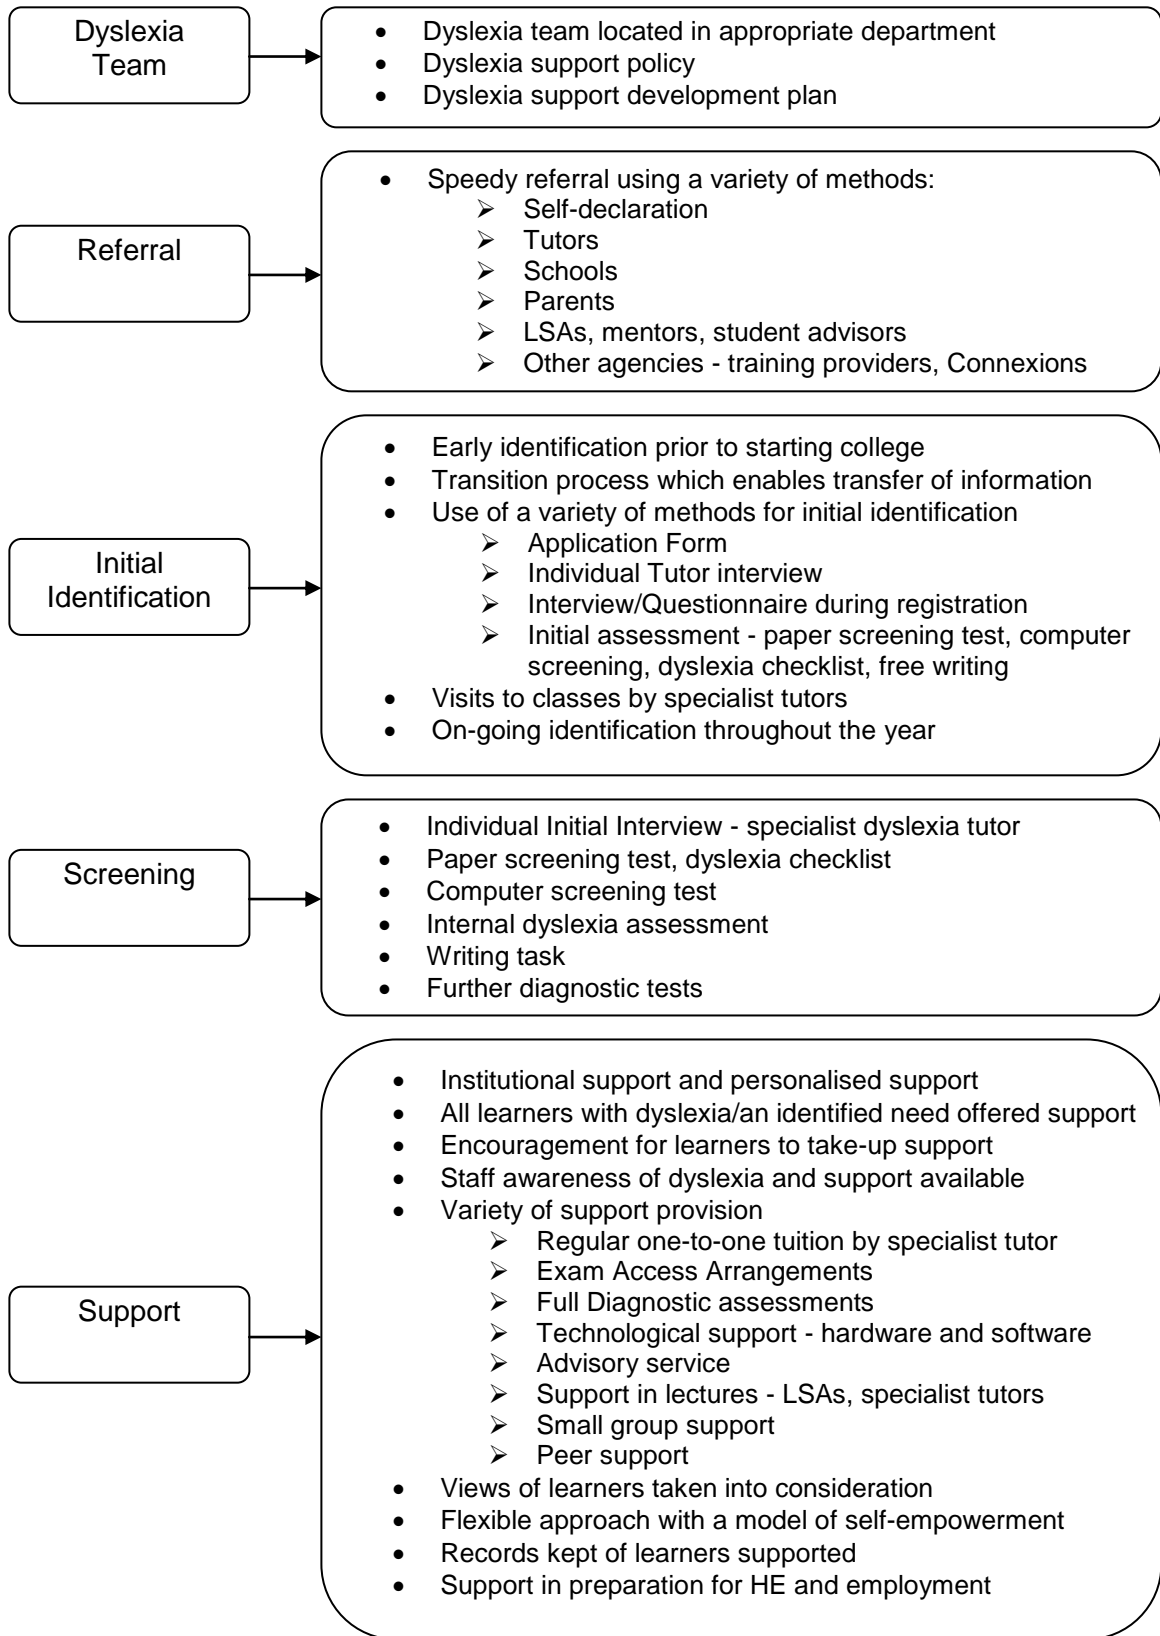 Dyslexia
Team
• Dyslexia team located in appropriate department
• Dyslexia support policy
• Dyslexia support development plan
Referral
• Speedy referral using a variety of methods:
➢ Self-declaration
➢ Tutors
➢ Schools
➢ Parents
➢ LSAs, mentors, student advisors
➢ Other agencies - training providers, Connexions
Initial
Identification
• Early identification prior to starting college
• Transition process which enables transfer of information
• Use of a variety of methods for initial identification
➢ Application Form
➢ Individual Tutor interview
➢ Interview/Questionnaire during registration
➢ Initial assessment - paper screening test, computer
screening, dyslexia checklist, free writing
• Visits to classes by specialist tutors
• On-going identification throughout the year
Screening
• Individual Initial Interview - specialist dyslexia tutor
• Paper screening test, dyslexia checklist
• Computer screening test
• Internal dyslexia assessment
• Writing task
• Further diagnostic tests
Support
• Institutional support and personalised support
• All learners with dyslexia/an identified need offered support
• Encouragement for learners to take-up support
• Staff awareness of dyslexia and support available
• Variety of support provision
➢ Regular one-to-one tuition by specialist tutor
➢ Exam Access Arrangements
➢ Full Diagnostic assessments
➢ Technological support - hardware and software
➢ Advisory service
➢ Support in lectures - LSAs, specialist tutors
➢ Small group support
➢ Peer support
• Views of learners taken into consideration
• Flexible approach with a model of self-empowerment
• Records kept of learners supported
• Support in preparation for HE and employment